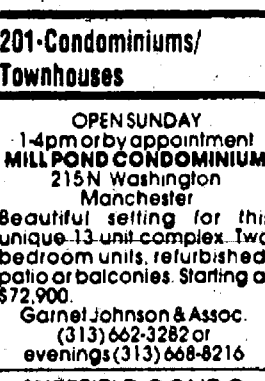 201-Condominiums/
Townhouses
OPEN SUNDAY
1-4pm or by appointment
MILL POND CONDOMINIUM
215 N Washington
Manchester
Beautiful setting for this
unique 13 unit complex. Two
bedroom units, refurbished,
patio or balconies. Starting a
$72,900.
Garnet Johnson & Assoc.
(313) 662-3282 or
evenings (313) 668-8216